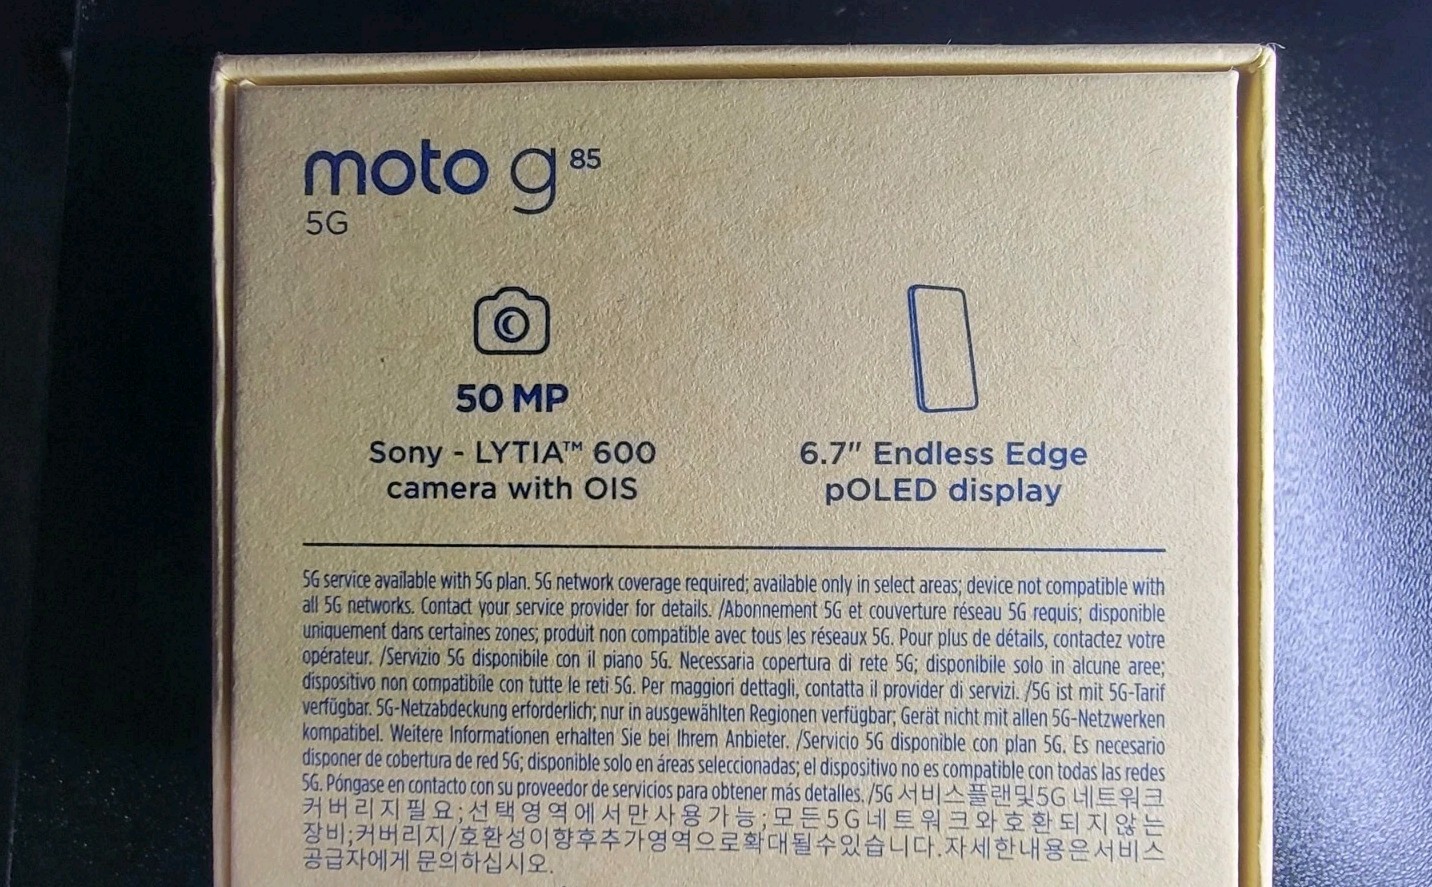 moto g 85
5G
50 MP
Sony - LYTIA™ 600
camera with OIS
6.7" Endless Edge
pOLED display
5G service available with 5G plan. 5G network coverage required; available only in select areas; device not compatible with
all 5G networks. Contact your service provider for details. /Abonnement 5G et couverture réseau 5G requis; disponible
uniquement dans certaines zones; produit non compatible avec tous les réseaux 5G. Pour plus de détails, contactez votre
opérateur. /Servizio 5G disponibile con il piano 5G. Necessaria copertura di rete 5G; disponibile solo in alcune aree;
dispositivo non compatibile con tutte le reti 5G. Per maggiori dettagli, contatta il provider di servizi. /5G ist mit 5G-Tarif
verfügbar. 5G-Netzabdeckung erforderlich; nur in ausgewählten Regionen verfügbar; Gerät nicht mit allen 5G-Netzwerken
kompatibel. Weitere Informationen erhalten Sie bei Ihrem Anbieter. /Servicio 5G disponible con plan 5G. Es necesario
disponer de cobertura de red 5G; disponible solo en áreas seleccionadas; el dispositivo no es compatible con todas las redes
5G. Póngase en contacto con su proveedor de servicios para obtener más detalles. /5G 서비스플랜및5G 네트워크
커버리지필요;선택영역에서만사용가능;모든5G네트워크와호환되지않는
장비;커버리지/호환성이향후추가영역으로확대될수있습니다.자세한내용은서비스
공급자에게 문의하십시오.